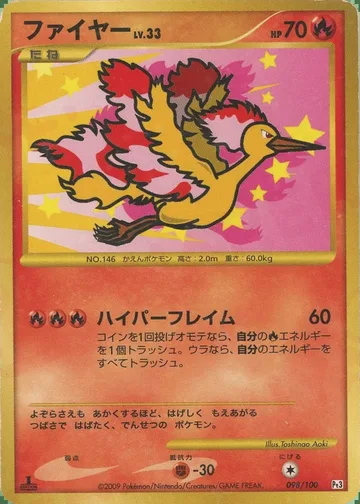 ファイヤー LV.33 HP 70
たね
NO.146 かえんポケモン 高さ:2.0m 重さ:60.0kg
ハイパーフレイム 60
コインを1回投げオモテなら、自分の エネルギー
を1個トラッシュ。ウラなら、自分の エネルギーを
すべてトラッシュ。
よぞらさえも あかくするほど、はげしく もえあがる
つばさで はばたく、でんせつの ポケモン。
Illus.Toshinao Aoki
弱点 抵抗力 にげる
-30
1 EDITION
©2009 Pokémon/Nintendo/Creatures/GAME FREAK. 098/100 Pt3